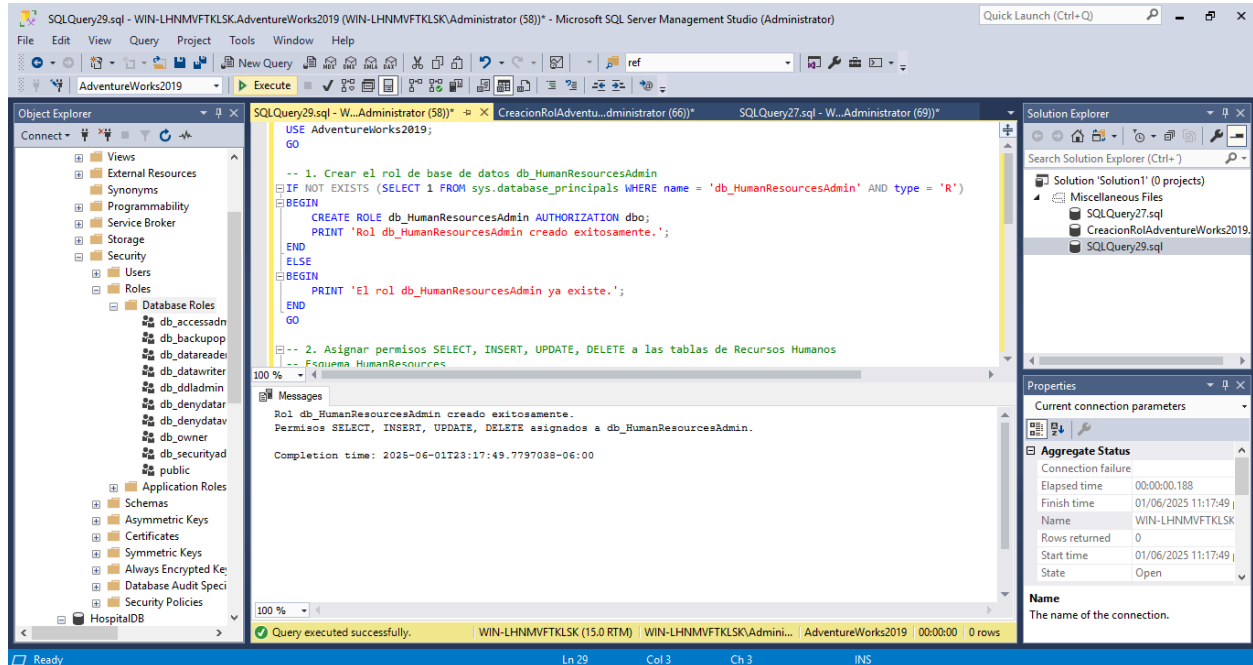 SQLQuery29.sql - WIN-LHNMVFTKLSK.AdventureWorks2019 (WIN-LHNMVFTKLSK\Administrator (58))* - Microsoft SQL Server Management Studio (Administrator)
Quick Launch (Ctrl+Q)
File Edit View Query Project Tools Window Help
New Query
MDX DMX XMLA DAX
ref
AdventureWorks2019
Execute
Object Explorer
Connect
Views
External Resources
Synonyms
Programmability
Service Broker
Storage
Security
Users
Roles
Database Roles
db_accessadm
db_backupop
db_datareader
db_datawriter
db_ddladmin
db_denydatar
db_denydataw
db_owner
db_securityad
public
Application Roles
Schemas
Asymmetric Keys
Certificates
Symmetric Keys
Always Encrypted Key
Database Audit Speci
Security Policies
HospitalDB
SQLQuery29.sql - W...Administrator (58))*
CreacionRolAdventu...dministrator (66))*
SQLQuery27.sql - W...Administrator (69))*
USE AdventureWorks2019;
GO
-- 1. Crear el rol de base de datos db_HumanResourcesAdmin
IF NOT EXISTS (SELECT 1 FROM sys.database_principals WHERE name = 'db_HumanResourcesAdmin' AND type = 'R')
BEGIN
CREATE ROLE db_HumanResourcesAdmin AUTHORIZATION dbo;
PRINT 'Rol db_HumanResourcesAdmin creado exitosamente.';
END
ELSE
BEGIN
PRINT 'El rol db_HumanResourcesAdmin ya existe.';
END
GO
-- 2. Asignar permisos SELECT, INSERT, UPDATE, DELETE a las tablas de Recursos Humanos
-- Esquema HumanResources
100 %
Messages
Rol db_HumanResourcesAdmin creado exitosamente.
Permisos SELECT, INSERT, UPDATE, DELETE asignados a db_HumanResourcesAdmin.
Completion time: 2025-06-01T23:17:49.7797038-06:00
100 %
Query executed successfully.
WIN-LHNMVFTKLSK (15.0 RTM)
WIN-LHNMVFTKLSK\Admini...
AdventureWorks2019
00:00:00
0 rows
Solution Explorer
Search Solution Explorer (Ctrl+')
Solution 'Solution1' (0 projects)
Miscellaneous Files
SQLQuery27.sql
CreacionRolAdventureWorks2019.
SQLQuery29.sql
Properties
Current connection parameters
Aggregate Status
Connection failure
Elapsed time 00:00:00.188
Finish time 01/06/2025 11:17:49
Name WIN-LHNMVFTKLSK
Rows returned 0
Start time 01/06/2025 11:17:49
State Open
Name
The name of the connection.
Ready
Ln 29
Col 3
Ch 3
INS